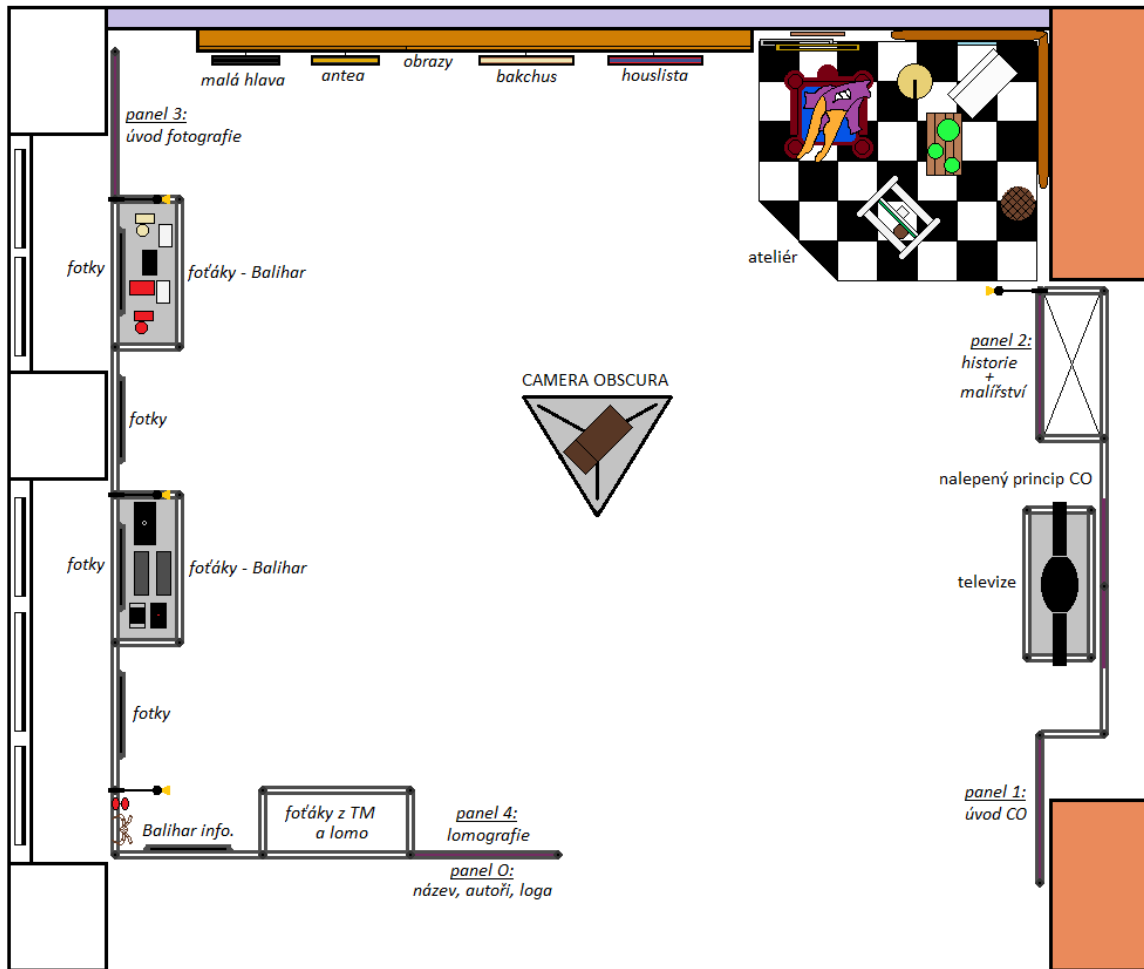 malá hlava
antea
obrazy
bakchus
houslista
panel 3:
úvod fotografie
fotky
foťáky - Balihar
ateliér
panel 2:
historie
+
malířství
CAMERA OBSCURA
fotky
nalepený princip CO
fotky
foťáky - Balihar
televize
fotky
panel 1:
úvod CO
foťáky z TM
a lomo
panel 4:
lomografie
Balihar info.
panel O:
název, autoři, loga